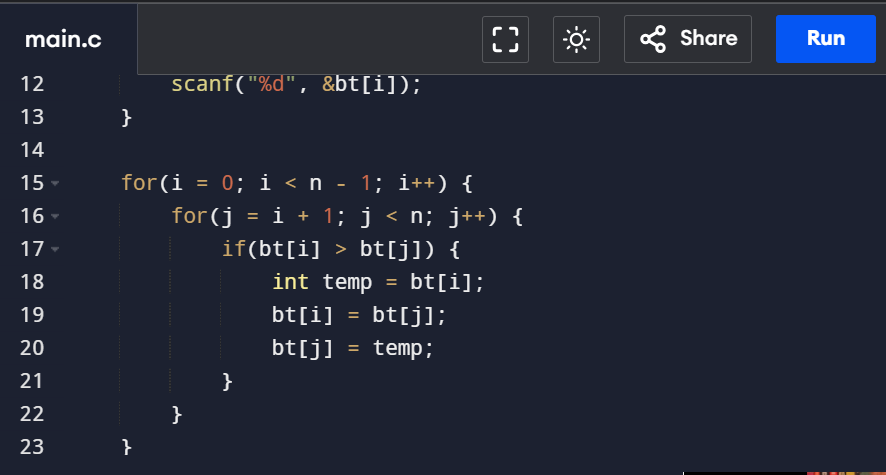 main.c
Share
Run
12 scanf("%d", &bt[i]);
13 }
14
15 for(i = 0; i < n - 1; i++) {
16 for(j = i + 1; j < n; j++) {
17 if(bt[i] > bt[j]) {
18 int temp = bt[i];
19 bt[i] = bt[j];
20 bt[j] = temp;
21 }
22 }
23 }